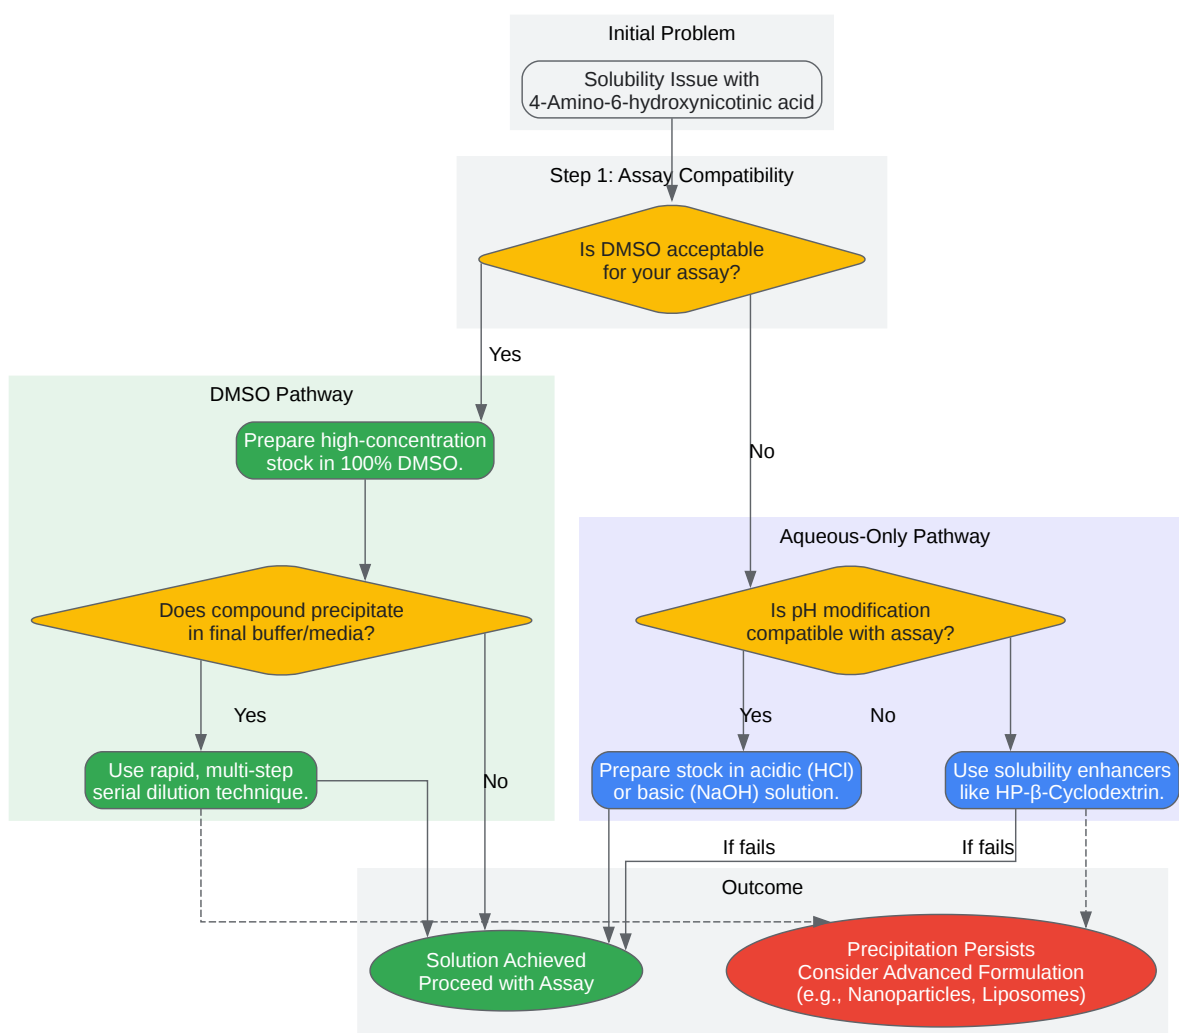 Initial Problem
Solubility Issue with
4-Amino-6-hydroxynicotinic acid
Step 1: Assay Compatibility
Is DMSO acceptable
for your assay?
Yes
No
DMSO Pathway
Prepare high-concentration
stock in 100% DMSO.
Does compound precipitate
in final buffer/media?
Yes
No
Use rapid, multi-step
serial dilution technique.
Aqueous-Only Pathway
Is pH modification
compatible with assay?
Yes
No
Prepare stock in acidic (HCl)
or basic (NaOH) solution.
Use solubility enhancers
like HP-β-Cyclodextrin.
If fails
If fails
Outcome
Solution Achieved
Proceed with Assay
Precipitation Persists
Consider Advanced Formulation
(e.g., Nanoparticles, Liposomes)